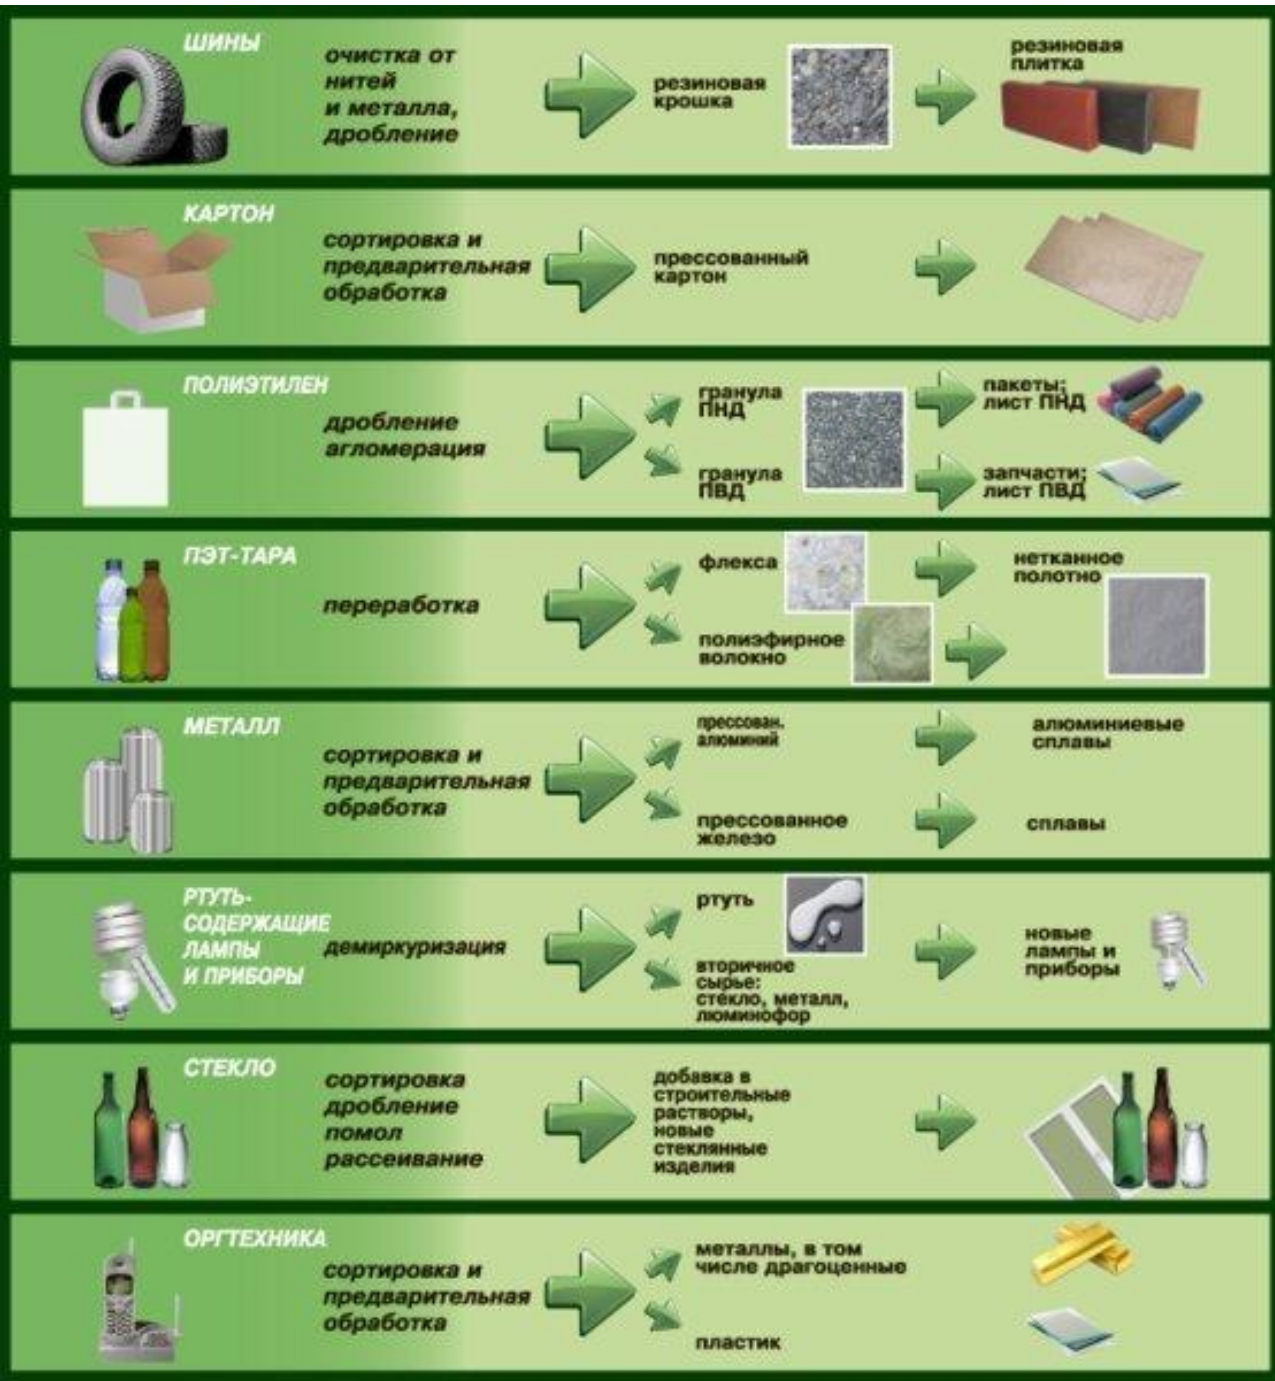 ШИНЫ
очистка от
нитей
и металла,
дробление
резиновая
крошка
резиновая
плитка
КАРТОН
сортировка и
предварительная
обработка
прессованный
картон
ПОЛИЭТИЛЕН
дробление
агломерация
гранула
ПНД
пакеты;
лист ПНД
гранула
ПВД
запчасти;
лист ПВД
ПЭТ-ТАРА
переработка
флекса
нетканное
полотно
полиэфирное
волокно
МЕТАЛЛ
сортировка и
предварительная
обработка
прессован.
алюминий
алюминиевые
сплавы
прессованное
железо
сплавы
РТУТЬ-
СОДЕРЖАЩИЕ
ЛАМПЫ
И ПРИБОРЫ
демиркуризация
ртуть
вторичное
сырье:
стекло, металл,
люминофор
новые
лампы и
приборы
СТЕКЛО
сортировка
дробление
помол
рассеивание
добавка в
строительные
растворы,
новые
стеклянные
изделия
ОРГТЕХНИКА
сортировка и
предварительная
обработка
металлы, в том
числе драгоценные
пластик